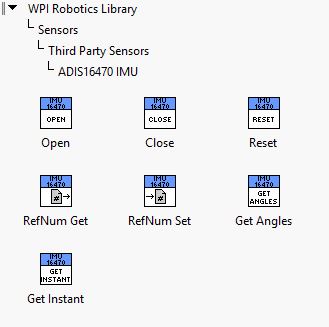 WPI Robotics Library
Sensors
Third Party Sensors
ADIS16470 IMU
IMU IMU IMU
16470 16470 16470
OPEN CLOSE RESET
Open Close Reset
IMU IMU IMU
16470 16470 16470
# # GET
ANGLES
RefNum Get RefNum Set Get Angles
IMU
16470
GET
INSTANT
Get Instant